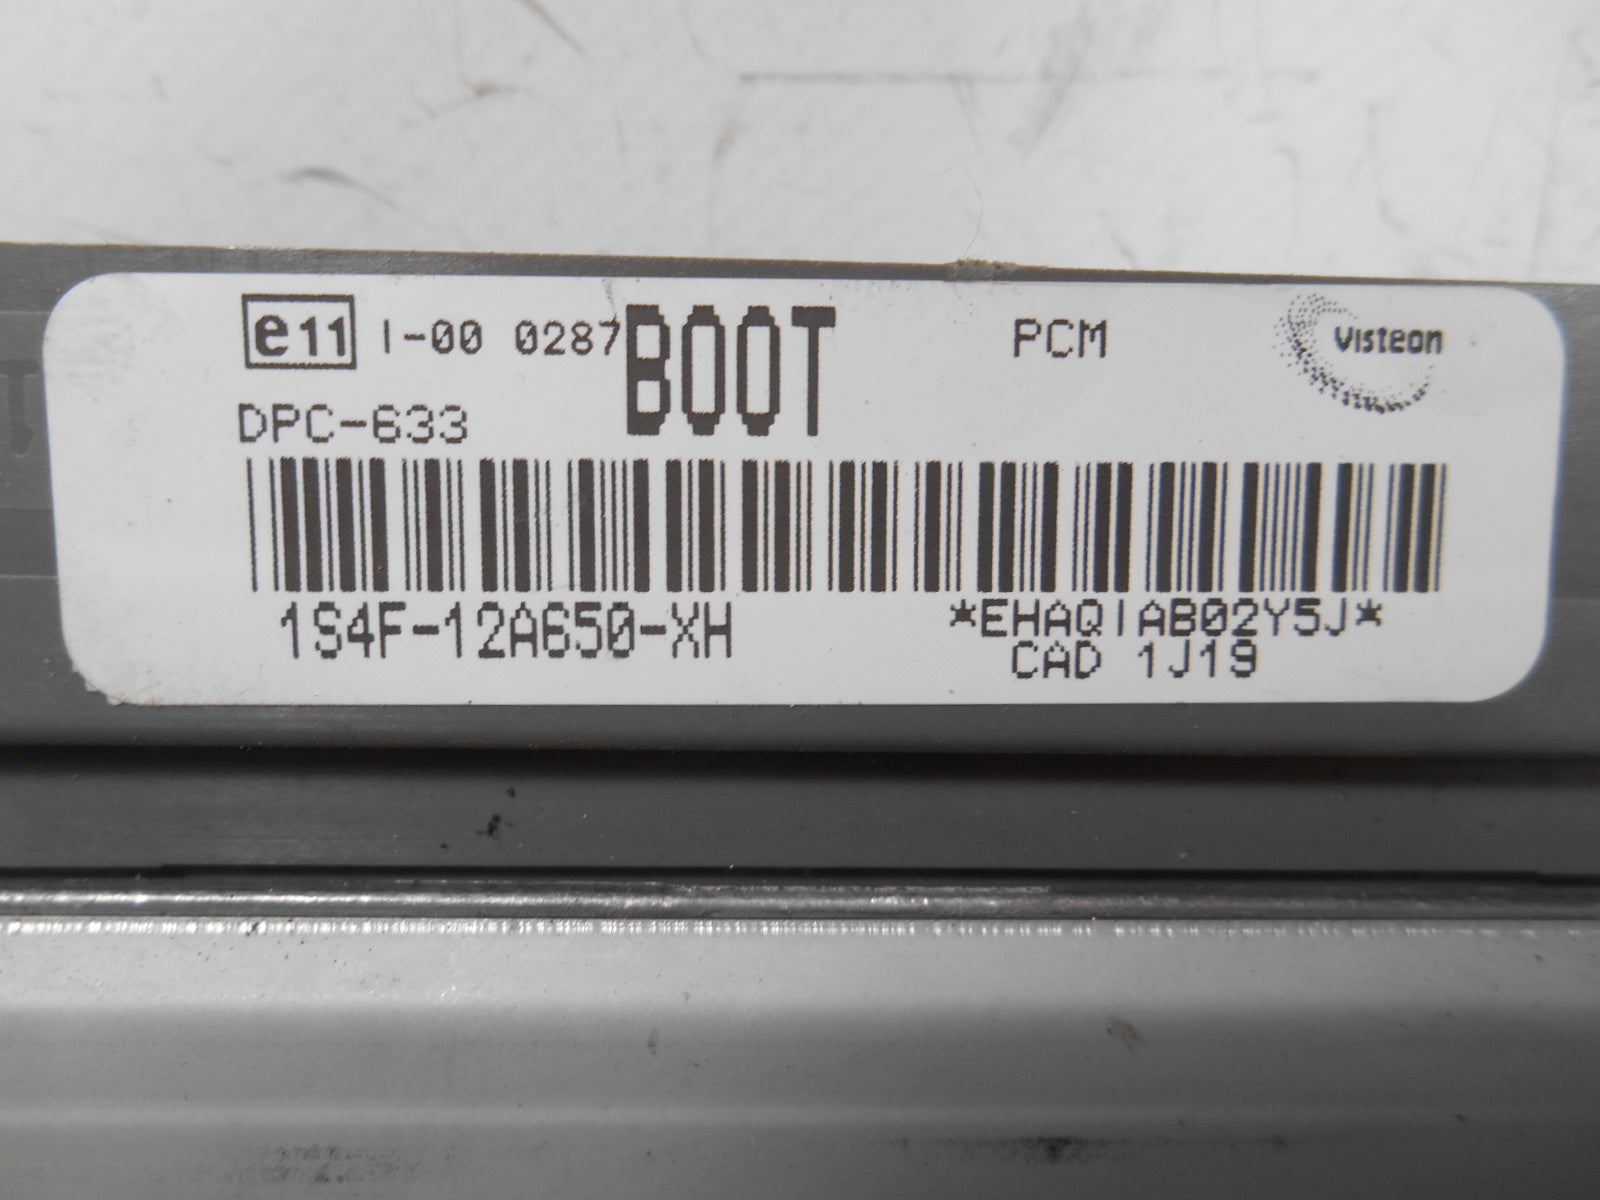 e11 I-00 0287 BOOT PCM Visteon
DPC-633
1S4F-12A650-XH *EHAQIAB02Y5J*
CAD 1J19